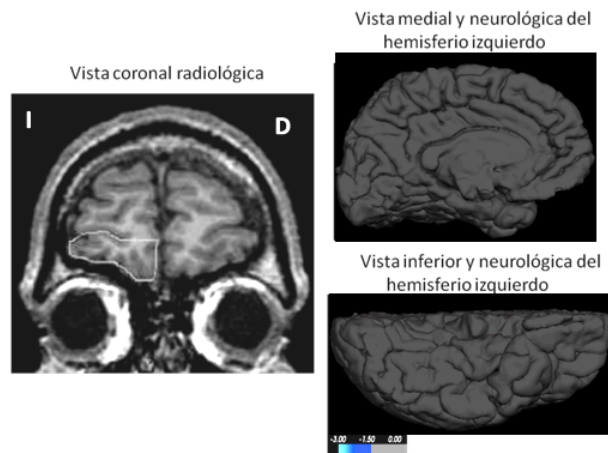 Vista coronal radiológica
I
D
Vista medial y neurológica del
hemisferio izquierdo
Vista inferior y neurológica del
hemisferio izquierdo
-3.00 -1.50 0.00